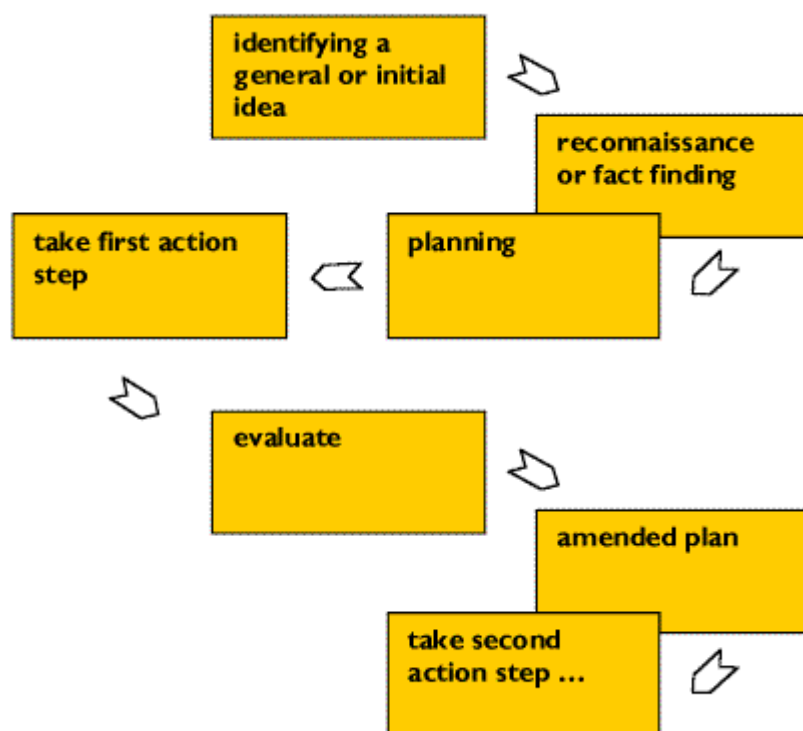 identifying a
general or initial
idea
reconnaissance
or fact finding
planning
take first action
step
evaluate
amended plan
take second
action step ...